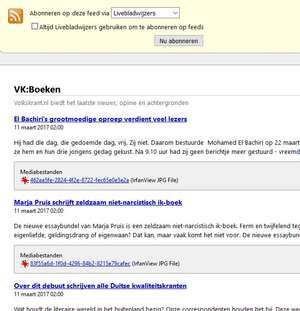 Abonneren op deze feed via Livebladwijzers
Altijd Livebladwijzers gebruiken om te abonneren op feeds
Nu abonneren
VK:Boeken
Volkskrant.nl biedt het laatste nieuws, opinie en achtergronden
El Bachiri's grootmoedige oproep verdient veel lezers
11 maart 2017 02:00
Hij had die dag, die gedoemde dag, vrij. Zij niet. Daarom bestuurde Mohamed El Bachiri op 22 maart
ze hem en hun drie jongens gedag gekust. Na 9.10 uur had zij geen berichtje meer gestuurd - vreemd
Mediabestanden
462aa5fe-2824-4f2e-8722-fec65e0e5e2a (IrfanView JPG File)
Marja Pruis schrijft zeldzaam niet-narcistisch ik-boek
11 maart 2017 02:00
De nieuwe essaybundel van Marja Pruis is een zeldzaam niet-narcistisch ik-boek. Ferm en twijfelend teg
eigenliefde, geldingsdrang of eigenwaan? Dat kan, maar vaak komt het niet voor. De nieuwe essaybun
Mediabestanden
83f55a6d-1f0d-4296-84b2-8215e79cafec (IrfanView JPG File)
Over dit debuut schrijven alle Duitse kwaliteitskranten
11 maart 2017 02:00
Wat houdt de literaire wereld in het buitenland bezig? Onze correspondenten houden het bij. Deze we